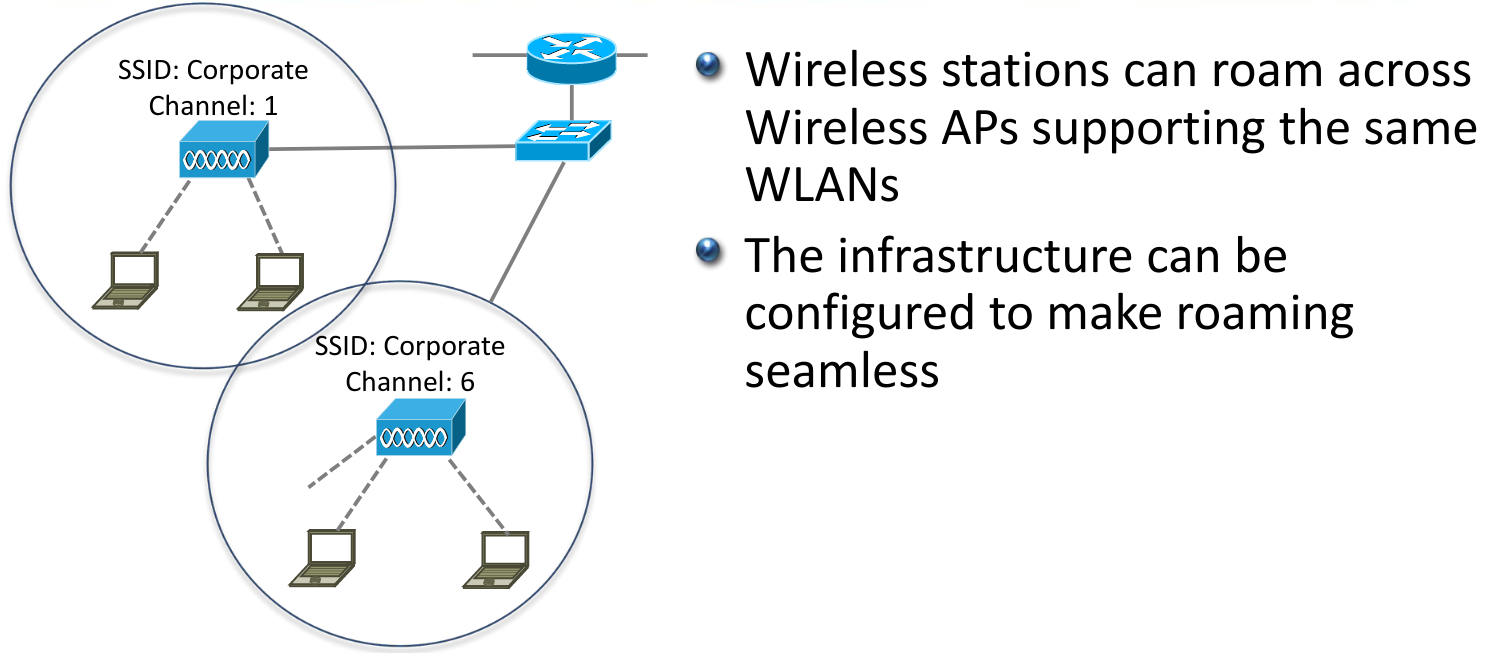 SSID: Corporate
Channel: 1
SSID: Corporate
Channel: 6
Wireless stations can roam across
Wireless APs supporting the same
WLANs
The infrastructure can be
configured to make roaming
seamless